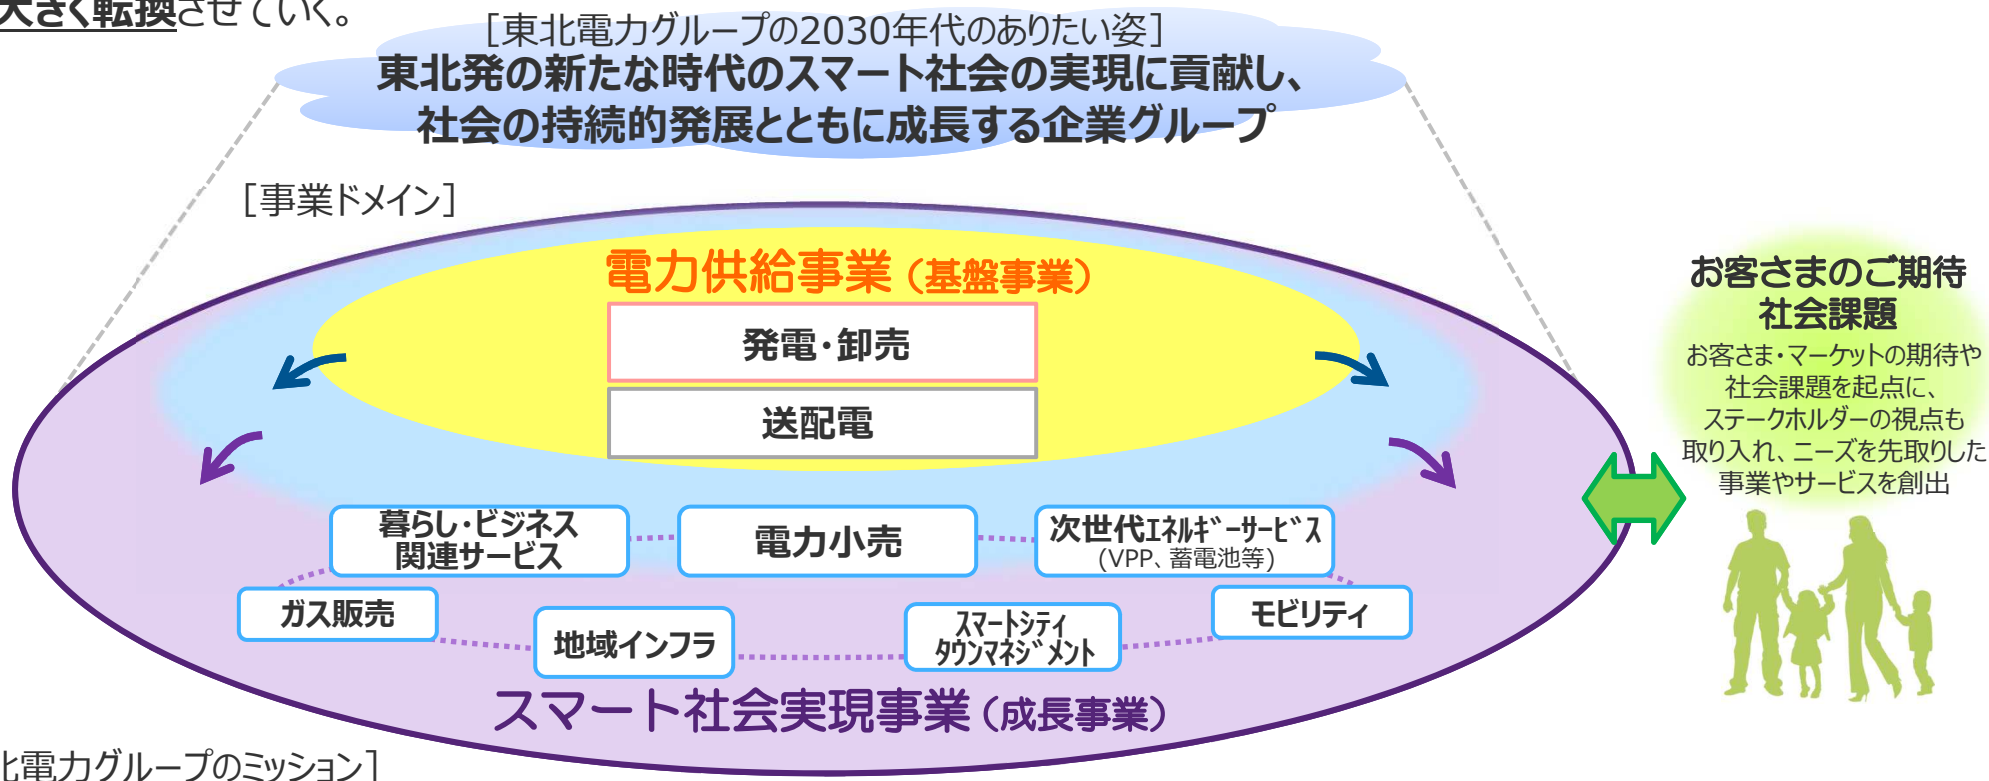 大きく転換させていく。
[東北電力グループの2030年代のありたい姿]
東北発の新たな時代のスマート社会の実現に貢献し、
社会の持続的発展とともに成長する企業グループ
[事業ドメイン]
電力供給事業（基盤事業）
発電・卸売
送配電
暮らし・ビジネス
関連サービス
電力小売
次世代ｴﾈﾙｷﾞｰｻｰﾋﾞｽ
(VPP、蓄電池等)
ガス販売
地域インフラ
ｽﾏｰﾄｼﾃｨ
ﾀｳﾝﾏﾈｼﾞﾒﾝﾄ
モビリティ
スマート社会実現事業（成長事業）
お客さまのご期待
社会課題
お客さま・マーケットの期待や
社会課題を起点に、
ステークホルダーの視点も
取り入れ、ニーズを先取りした
事業やサービスを創出
北電力グループのミッション]